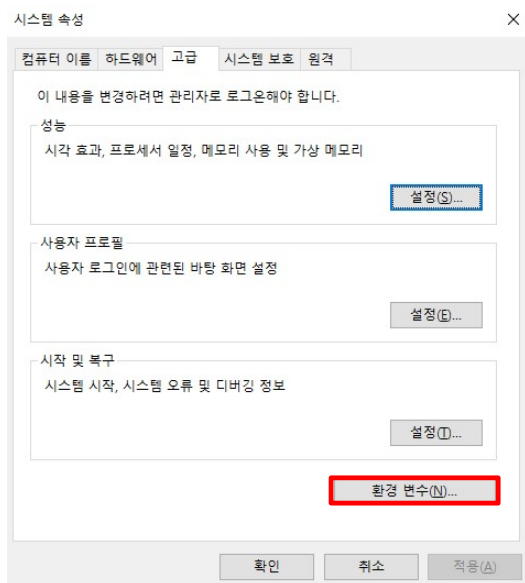 시스템 속성
컴퓨터 이름 하드웨어 고급 시스템 보호 원격
이 내용을 변경하려면 관리자로 로그온해야 합니다.
성능
시각 효과, 프로세서 일정, 메모리 사용 및 가상 메모리
설정(S)...
사용자 프로필
사용자 로그인에 관련된 바탕 화면 설정
설정(E)...
시작 및 복구
시스템 시작, 시스템 오류 및 디버깅 정보
설정(T)...
환경 변수(N)...
확인 취소 적용(A)